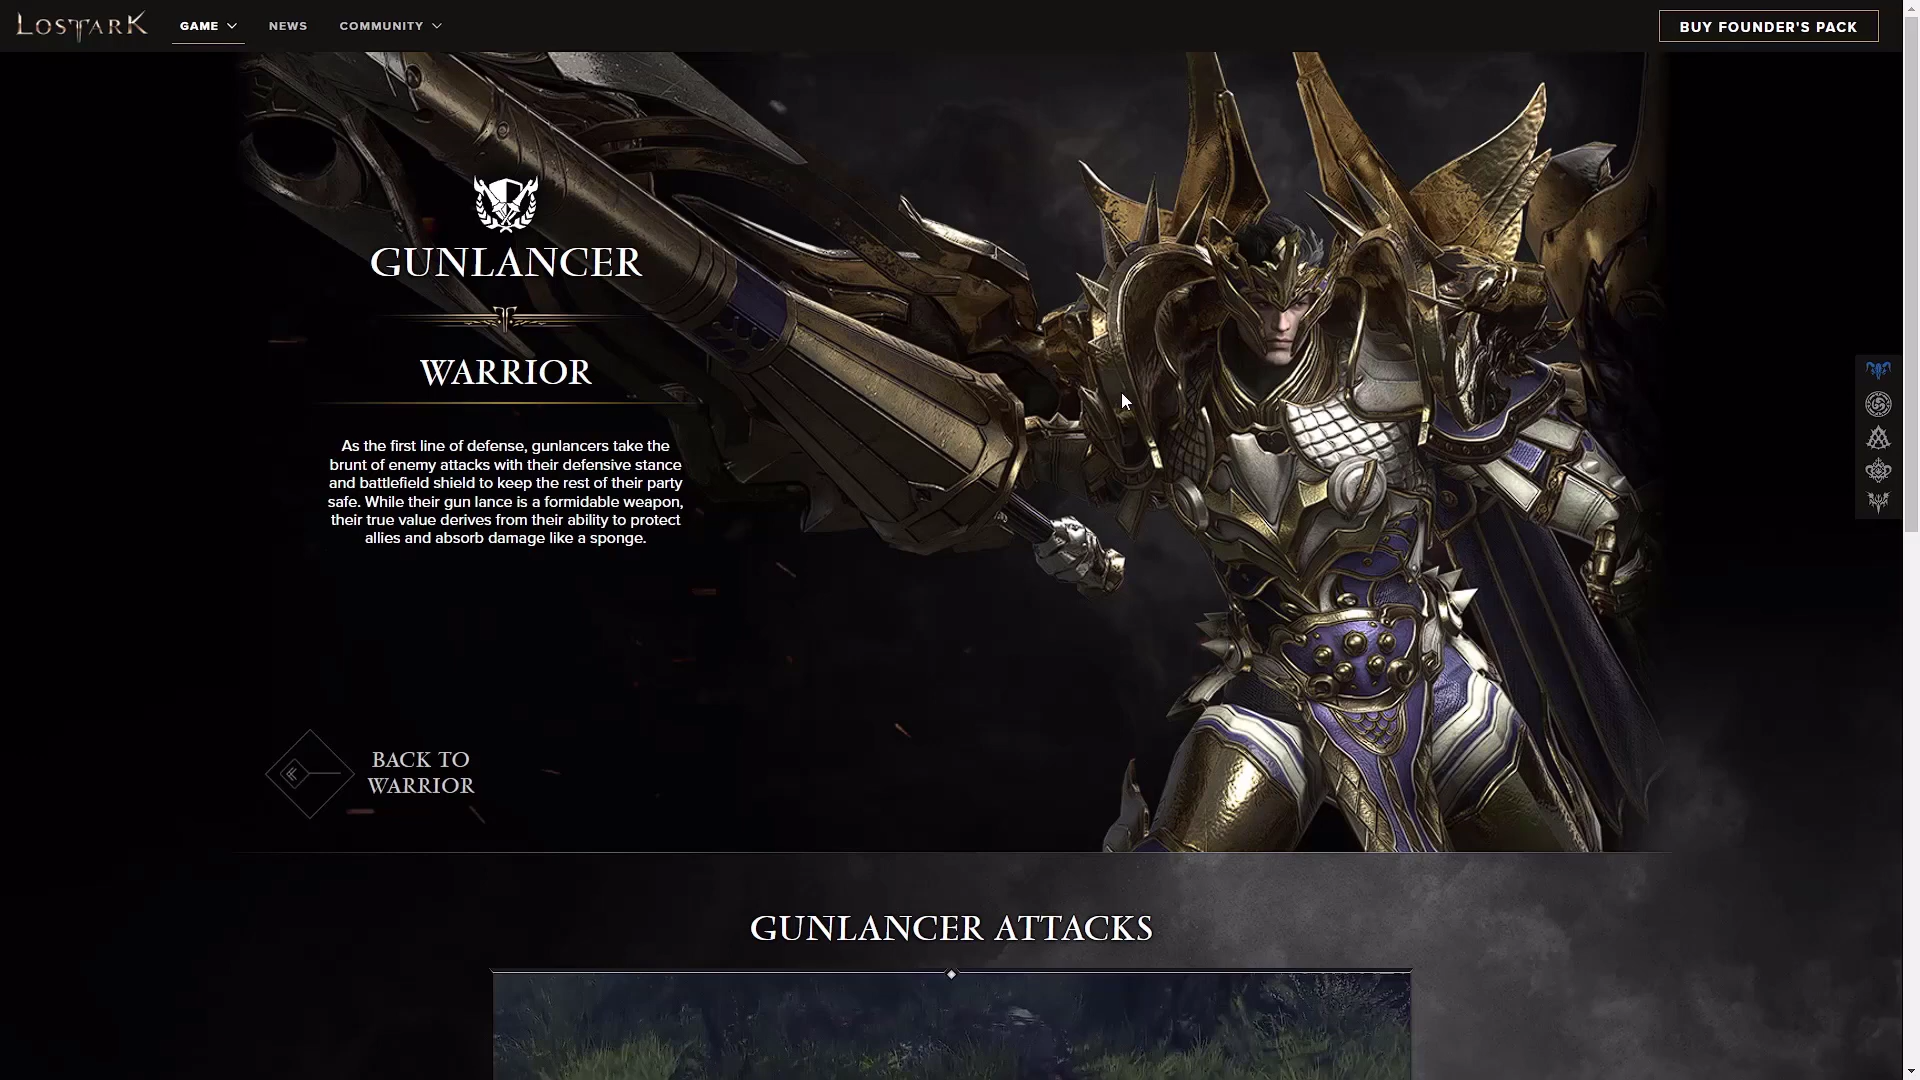 LOST ARK
GAME
NEWS
COMMUNITY
BUY FOUNDER'S PACK
GUNLANCER
WARRIOR
As the first line of defense, gunlancers take the
brunt of enemy attacks with their defensive stance
and battlefield shield to keep the rest of their party
safe. While their gun lance is a formidable weapon,
their true value derives from their ability to protect
allies and absorb damage like a sponge.
BACK TO
WARRIOR
GUNLANCER ATTACKS